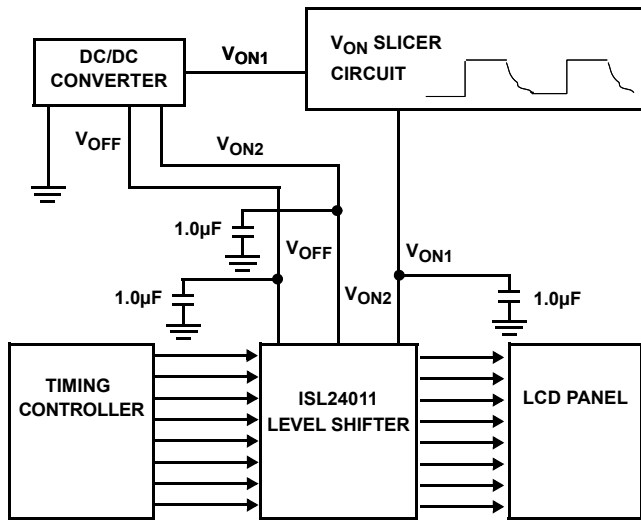 DC/DC
CONVERTER
VON1
VON SLICER
CIRCUIT
VOFF
VON2
1.0µF
VOFF
VON1
1.0µF
VON2
1.0µF
TIMING
CONTROLLER
ISL24011
LEVEL SHIFTER
LCD PANEL